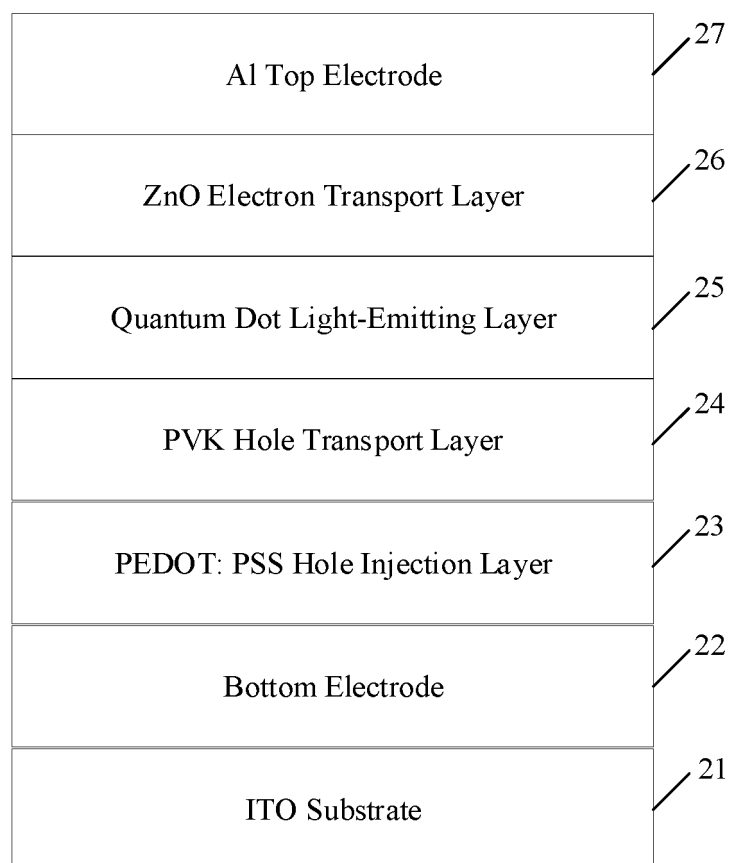 27
Al Top Electrode
26
ZnO Electron Transport Layer
25
Quantum Dot Light-Emitting Layer
24
PVK Hole Transport Layer
23
PEDOT: PSS Hole Injection Layer
22
Bottom Electrode
21
ITO Substrate